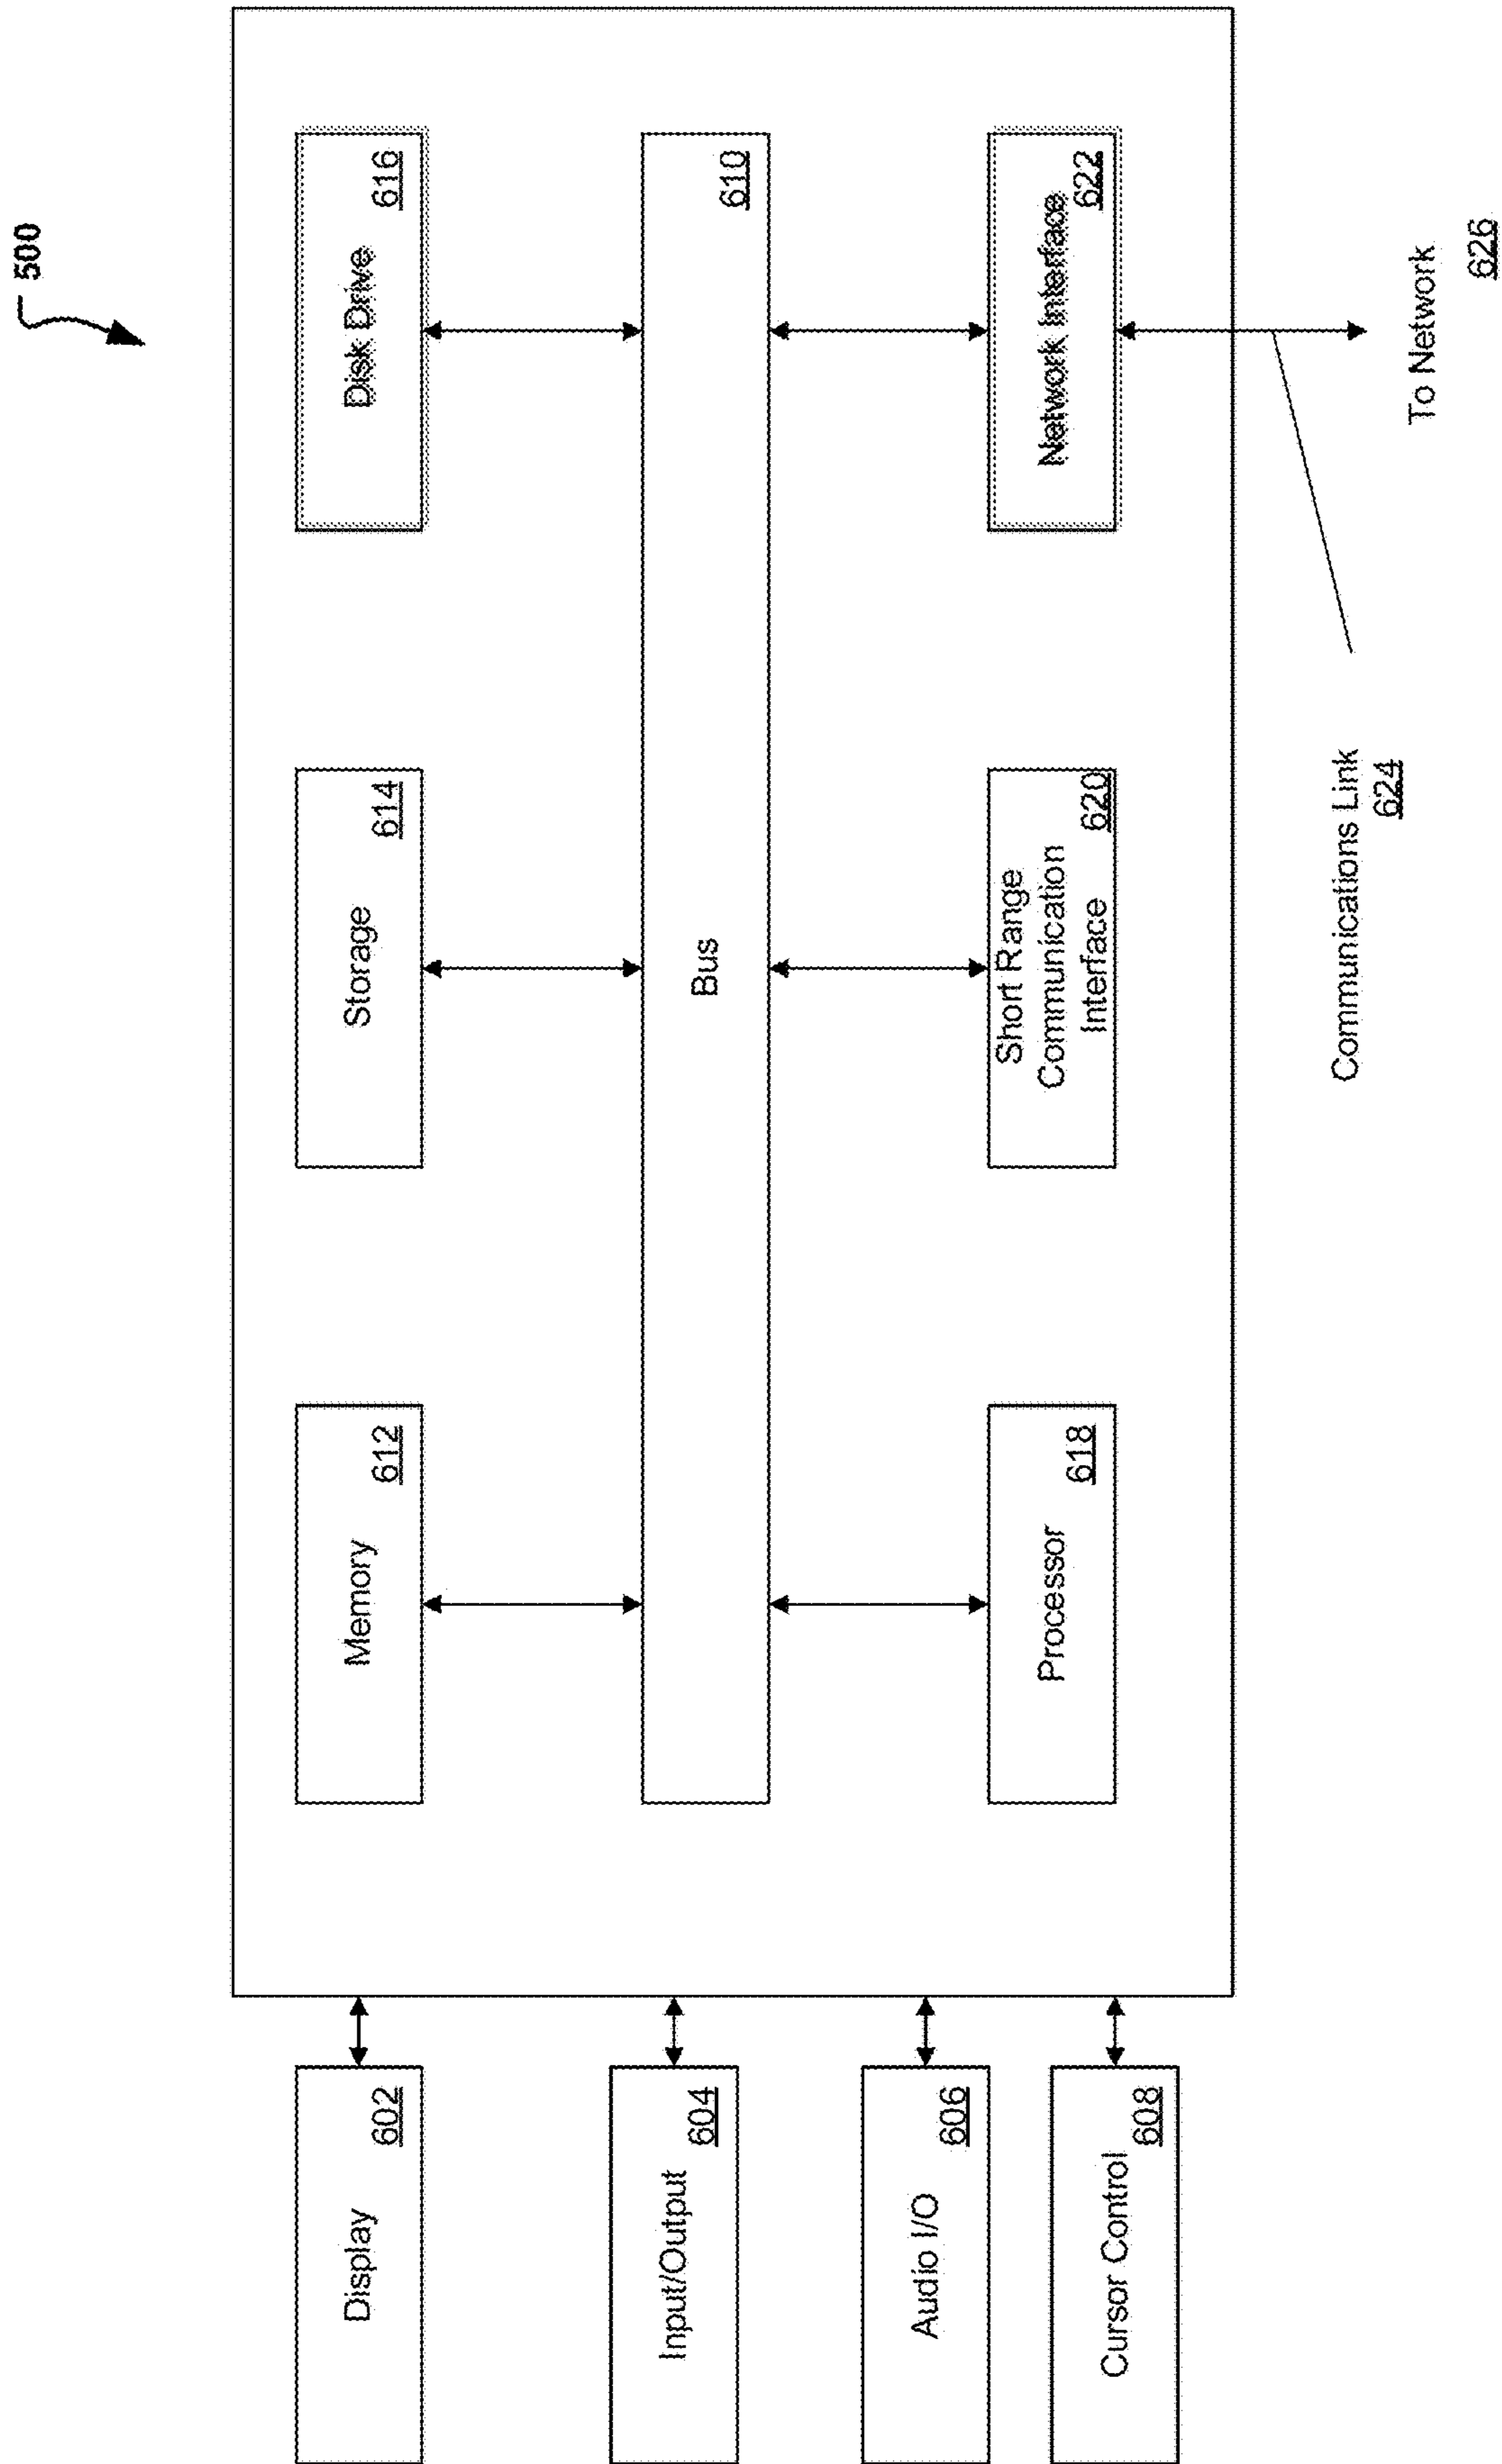 500
Display
602
Input/Output
604
Audio I/O
606
Cursor Control
608
Memory
612
Storage
614
Disk Drive
616
Bus
610
Processor
618
Short Range
Communication
Interface
620
Network Interface
622
Communications Link
624
To Network
626